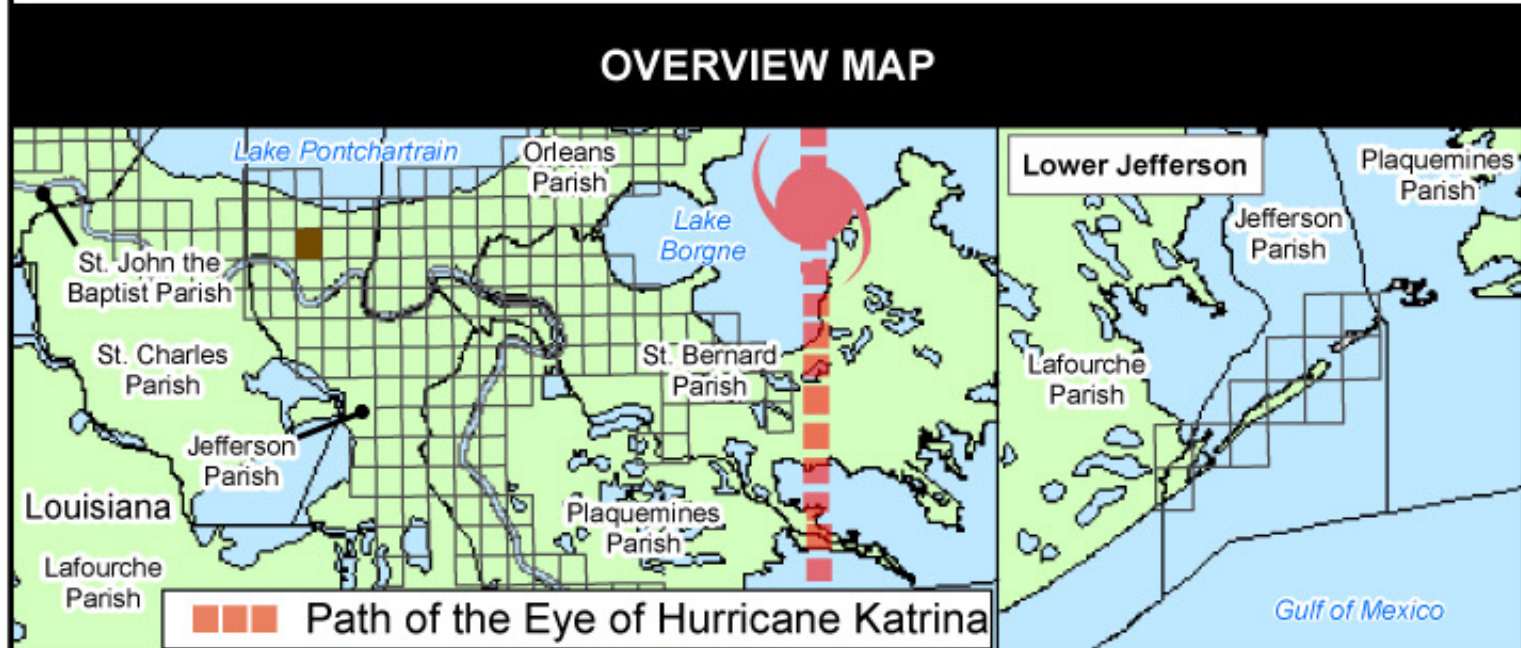 OVERVIEW MAP
Lake Pontchartrain
Orleans
Parish
Lake
Borgne
St. John the
Baptist Parish
St. Charles
Parish
St. Bernard
Parish
Jefferson
Parish
Louisiana
Plaquemines
Parish
Lafourche
Parish
Path of the Eye of Hurricane Katrina
Lower Jefferson
Plaquemines
Parish
Jefferson
Parish
Lafourche
Parish
Gulf of Mexico